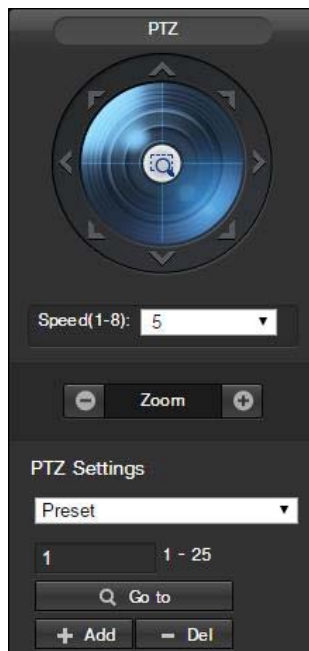 PTZ
Speed(1-8): 5
Zoom
PTZ Settings
Preset
1 1 - 25
Go to
Add Del